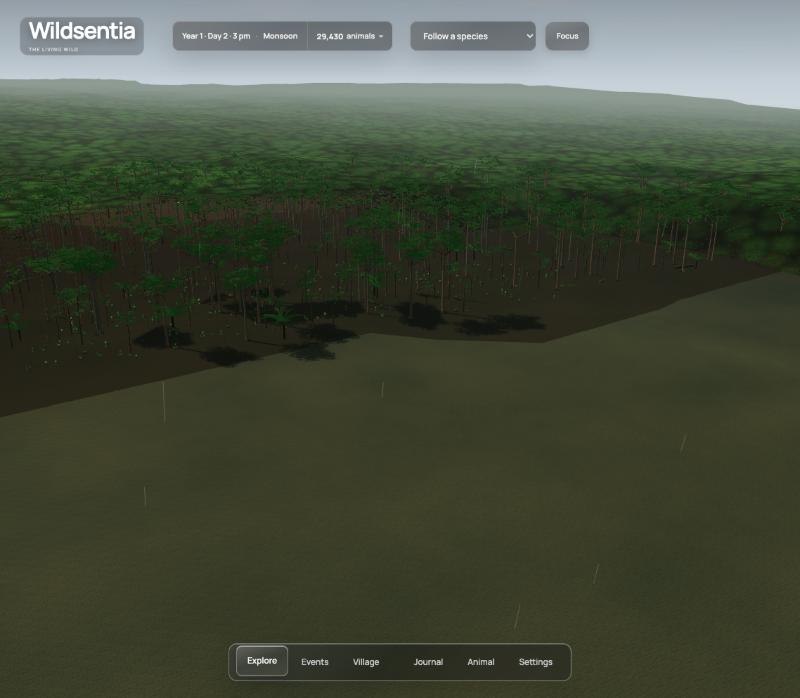 Wildsentia
THE LIVING WILD
Year 1 · Day 2 · 3 pm · Monsoon
29,430 animals
Follow a species
Focus
Explore
Events
Village
Journal
Animal
Settings